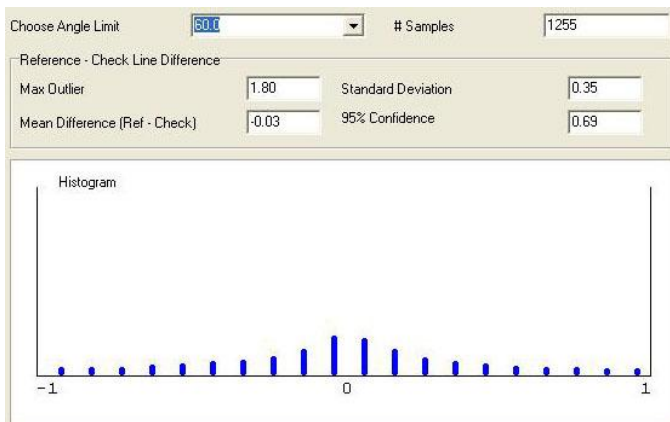 Choose Angle Limit 60.0 # Samples 1255
Reference - Check Line Difference
Max Outlier 1.80 Standard Deviation 0.35
Mean Difference (Ref - Check) -0.03 95% Confidence 0.69
Histogram
-1 0 1